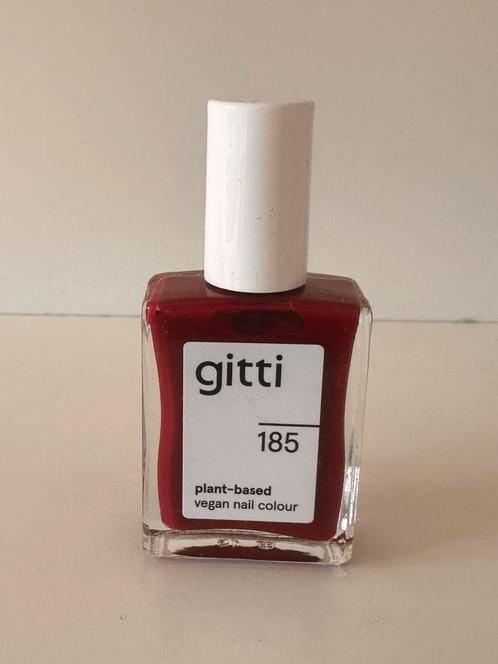 gitti
185
plant-based
vegan nail colour